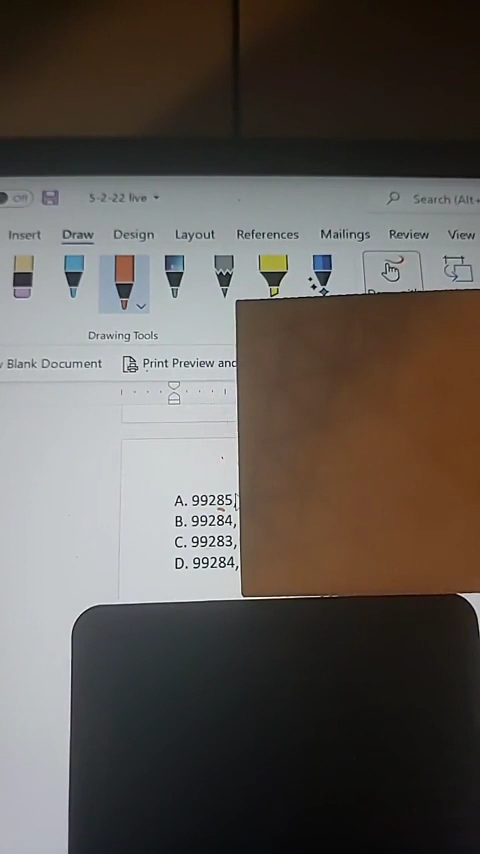 Off 5-2-22 live Search (Alt+
Insert Draw Design Layout References Mailings Review View
Drawing Tools
Blank Document Print Preview and
A. 99285,
B. 99284,
C. 99283,
D. 99284,